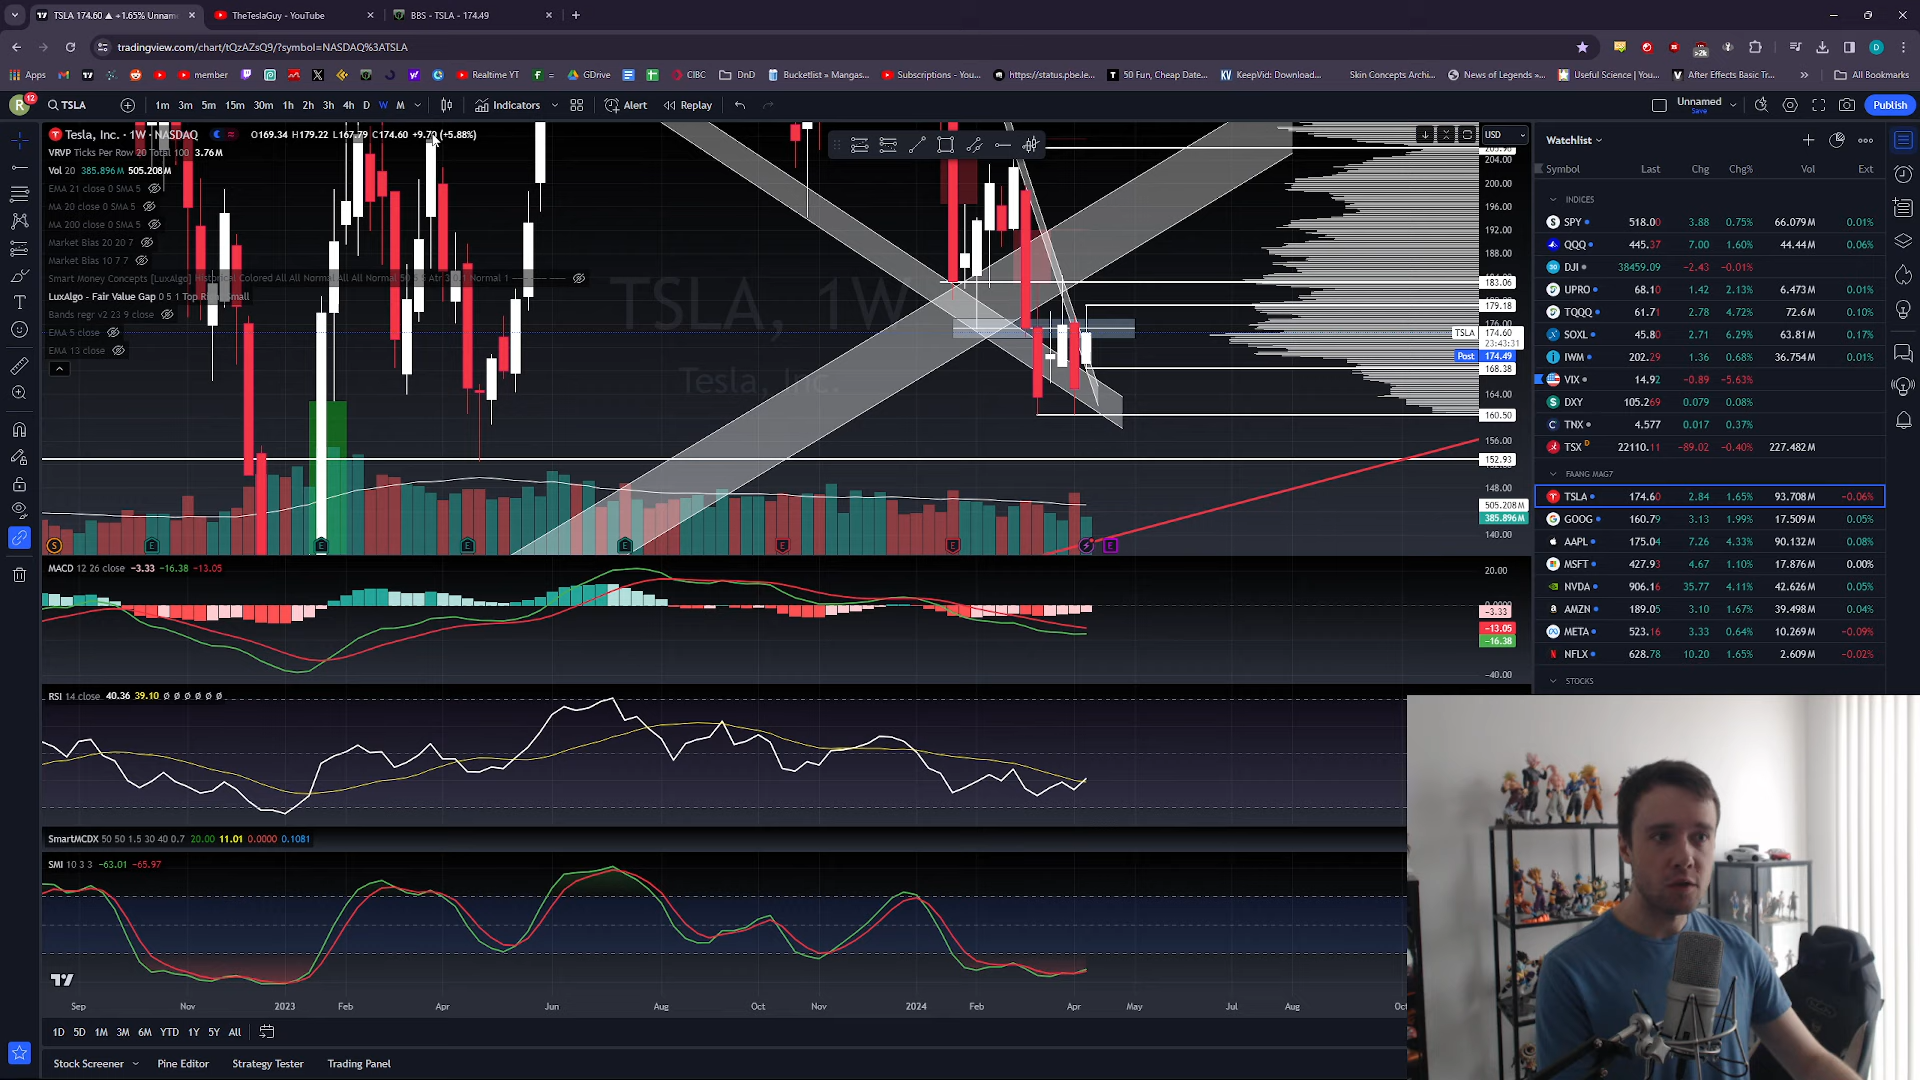 TSLA 174.60 ▲ +1.65% Unnam
TheTeslaGuy - YouTube
BBS - TSLA - 174.49
tradingview.com/chart/tQzAZsQ9/?symbol=NASDAQ%3ATSLA
Apps
member
Realtime YT
GDrive
CIBC
DnD
Bucketlist – Mangas...
Subscriptions - You...
https://status.pbe.le...
50 Fun, Cheap Date...
KeepVid: Download...
Skin Concepts Archi...
News of Legends »...
Useful Science | You...
After Effects Basic Tr...
All Bookmarks
R 12
TSLA
1m 3m 5m 15m 30m 1h 2h 3h 4h D W M
Indicators
Alert
Replay
Unnamed
Save
Publish
Tesla, Inc. · 1W · NASDAQ
O169.34 H179.22 L167.79 C174.60 +9.70 (+5.88%)
VRVP Ticks Per Row 20 Total 100 3.76M
Vol 20 385.896M 505.208M
EMA 21 close 0 SMA 5
MA 20 close 0 SMA 5
MA 200 close 0 SMA 5
Market Bias 20 20 7
Market Bias 10 7 7
LuxAlgo - Fair Value Gap 0 5 1 Top
Small
Market Bias
EMA 5 close
EMA 13 close
TSLA, 1W
Tesla, Inc.
USD
204.00
200.00
196.00
192.00
188.00
183.06
179.18
176.00
TSLA 174.60
23:43:31
Post 174.49
168.38
164.00
160.50
156.00
152.93
148.00
505.208M
385.896M
140.00
MACD 12 26 close −3.33 −16.38 −13.05
20.00
−3.33
−13.05
−16.38
−40.00
RSI 14 close 40.36 39.10 Ø Ø Ø Ø Ø Ø
SmartMCDX 50 50 1.5 30 40 0.7 20.00 11.01 0.0000 0.1081
SMI 10 3 3 −63.01 −65.97
Sep Nov 2023 Feb Apr Jun Aug Oct Nov 2024 Feb Apr May Jul Aug Oc
1D 5D 1M 3M 6M YTD 1Y 5Y All
Stock Screener
Pine Editor
Strategy Tester
Trading Panel
Watchlist
Symbol Last Chg Chg% Vol Ext
INDICES
SPY 518.00 3.88 0.75% 66.079M 0.01%
QQQ 445.37 7.00 1.60% 44.44M 0.06%
DJI 38459.09 −2.43 −0.01%
UPRO 68.10 1.42 2.13% 6.473M 0.01%
TQQQ 61.71 2.78 4.72% 72.6M 0.10%
SOXL 45.80 2.71 6.29% 63.81M 0.17%
IWM 202.29 1.36 0.68% 36.754M 0.01%
VIX 14.92 −0.89 −5.63%
DXY 105.269 0.079 0.08%
TNX 4.577 0.017 0.37%
TSX D 22110.11 −89.02 −0.40% 227.482M
FAANG MAG7
TSLA 174.60 2.84 1.65% 93.708M −0.06%
GOOG 160.79 3.13 1.99% 17.509M 0.05%
AAPL 175.04 7.26 4.33% 90.132M 0.08%
MSFT 427.93 4.67 1.10% 17.876M 0.00%
NVDA 906.16 35.77 4.11% 42.626M 0.05%
AMZN 189.05 3.10 1.67% 39.498M 0.04%
META 523.16 3.33 0.64% 10.269M −0.09%
NFLX 628.78 10.20 1.65% 2.609M −0.02%
STOCKS